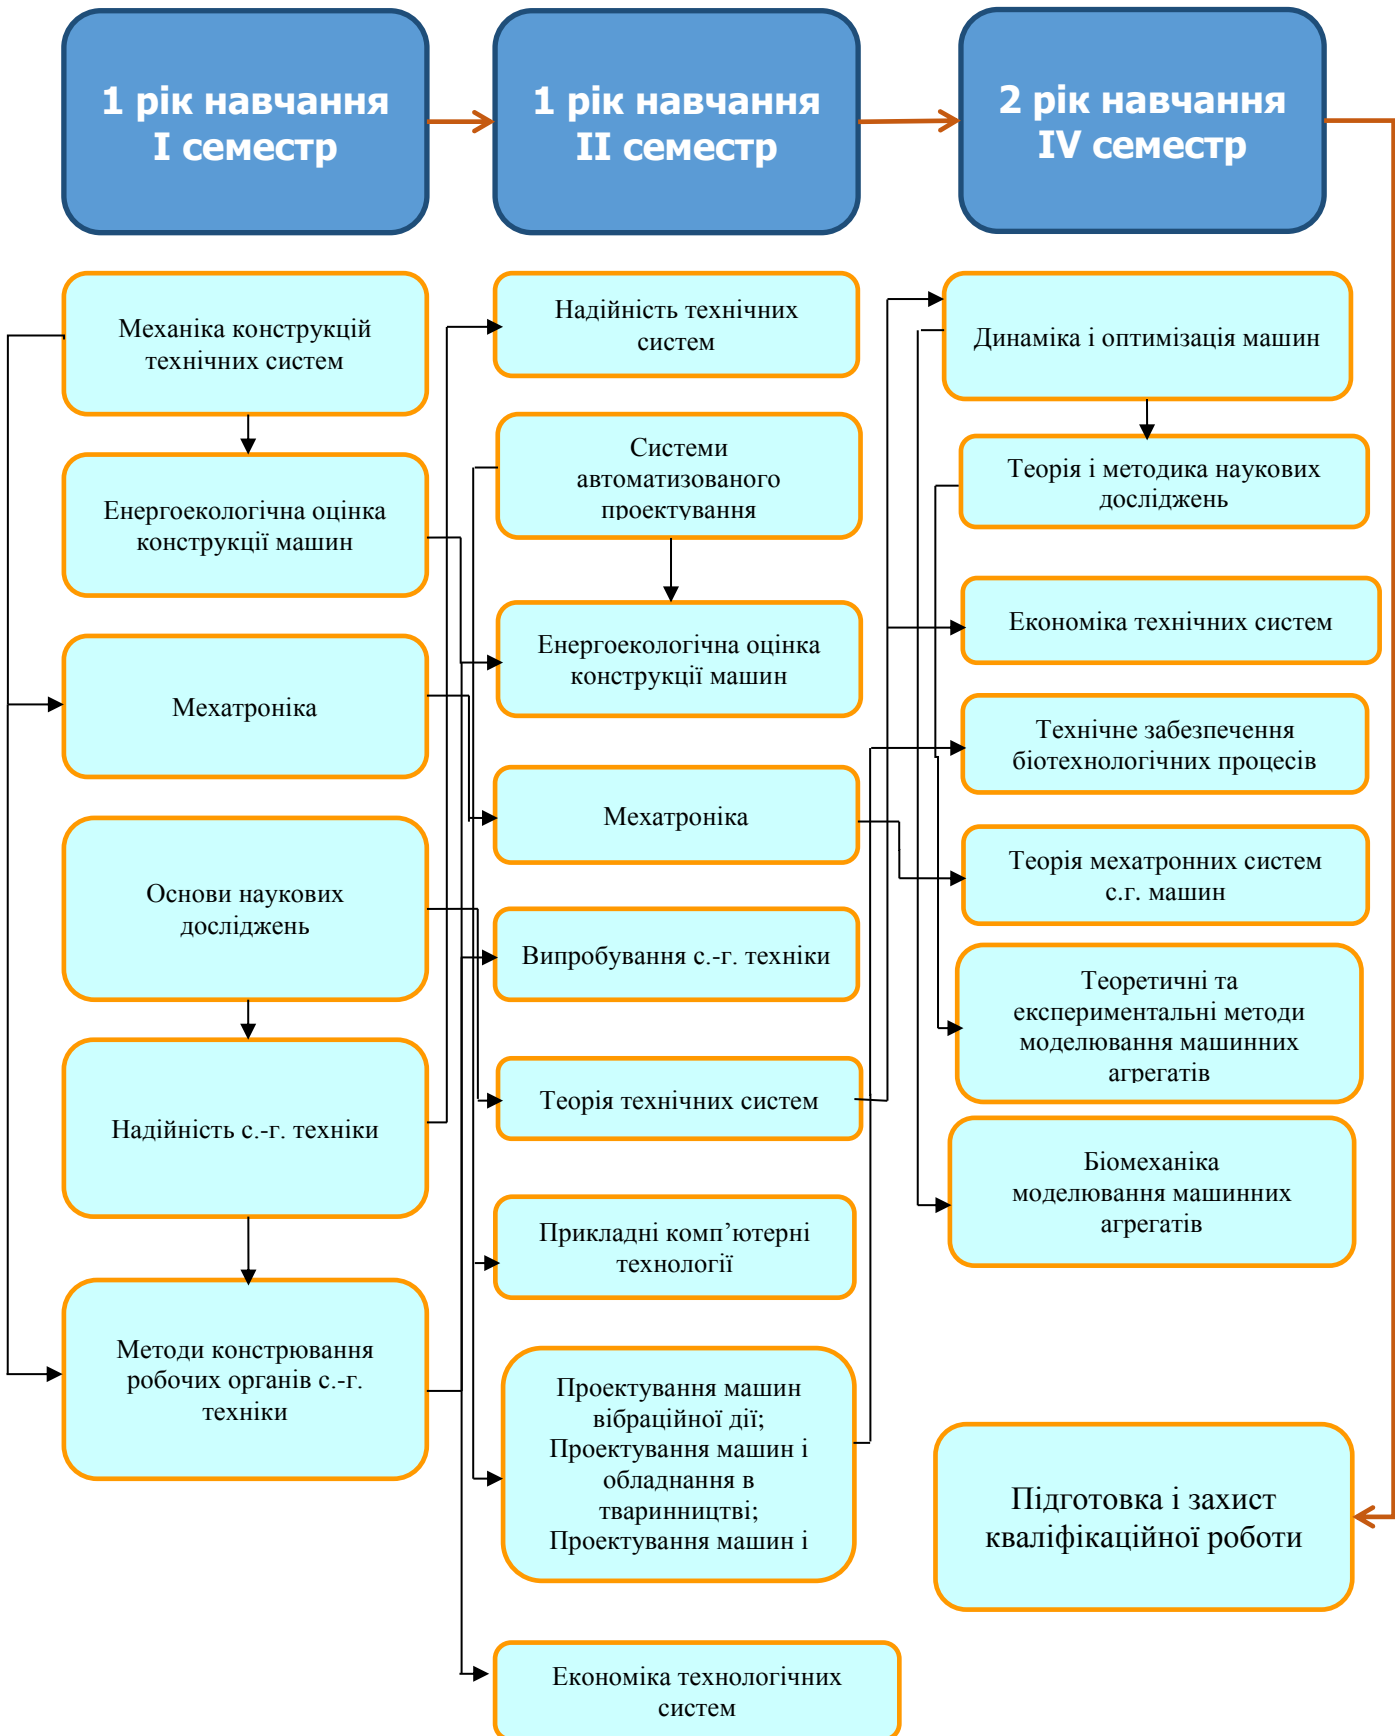 1 рік навчання
I семестр
1 рік навчання
II семестр
2 рік навчання
IV семестр
Механіка конструкцій
технічних систем
Енергоекологічна оцінка
конструкції машин
Мехатроніка
Основи наукових
досліджень
Надійність с.-г. техніки
Методи констрювання
робочих органів с.-г.
техніки
Надійність технічних
систем
Системи
автоматизованого
проектування
Енергоекологічна оцінка
конструкції машин
Мехатроніка
Випробування с.-г. техніки
Теорія технічних систем
Прикладні комп’ютерні
технології
Проектування машин
вібраційної дії;
Проектування машин і
обладнання в
тваринництві;
Проектування машин і
Економіка технологічних
систем
Динаміка і оптимізація машин
Теорія і методика наукових
досліджень
Економіка технічних систем
Технічне забезпечення
біотехнологічних процесів
Теорія мехатронних систем
с.г. машин
Теоретичні та
експериментальні методи
моделювання машинних
агрегатів
Біомеханіка
моделювання машинних
агрегатів
Підготовка і захист
кваліфікаційної роботи